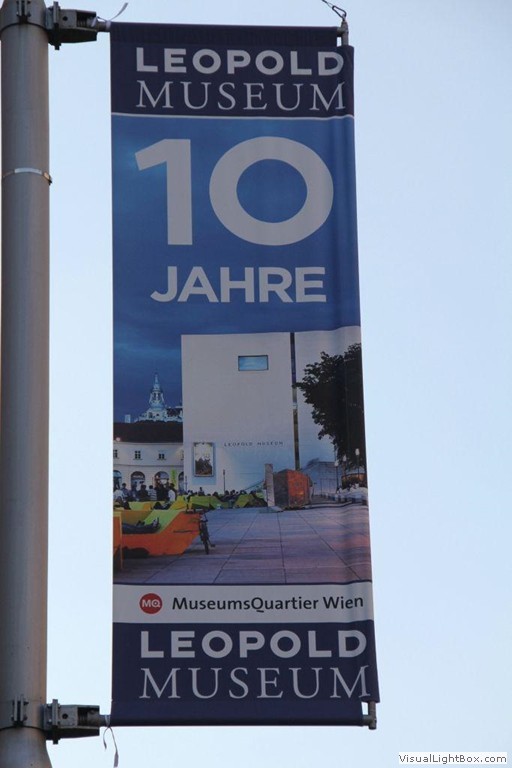 LEOPOLD
MUSEUM
10
JAHRE
LEOPOLD MUSEUM
MQ MuseumsQuartier Wien
LEOPOLD
MUSEUM
VisualLightBox.com